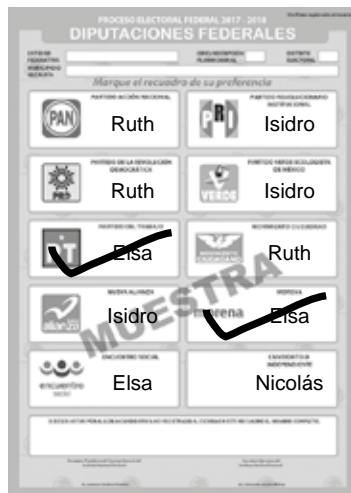 PROCESO ELECTORAL FEDERAL 2017 - 2018
DIPUTACIONES FEDERALES
Marque el recuadro de su preferencia
PARTIDO ACCIÓN NACIONAL
PAN
Ruth
PARTIDO REVOLUCIONARIO
INSTITUCIONAL
PRI
Isidro
PARTIDO DE LA REVOLUCIÓN
DEMOCRÁTICA
PRD
Ruth
PARTIDO VERDE ECOLOGISTA
DE MÉXICO
VERDE
Isidro
PARTIDO DEL TRABAJO
PT
Elsa
MOVIMIENTO CIUDADANO
MOVIMIENTO
CIUDADANO
Ruth
NUEVA ALIANZA
alianza
Isidro
MORENA
morena
Elsa
ENCUENTRO SOCIAL
encuentro
social
Elsa
CANDIDATO/A
INDEPENDIENTE
Nicolás
MUESTRA